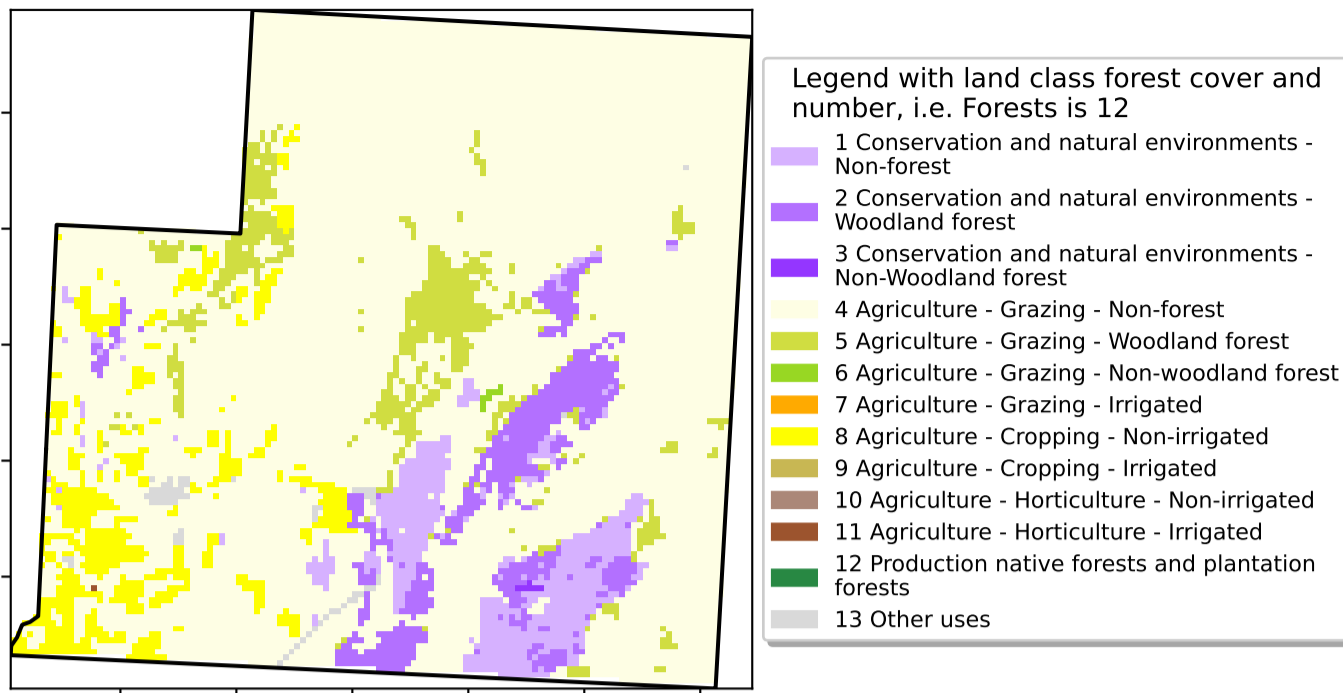 Legend with land class forest cover and
number, i.e. Forests is 12
1 Conservation and natural environments -
Non-forest
2 Conservation and natural environments -
Woodland forest
3 Conservation and natural environments -
Non-Woodland forest
4 Agriculture - Grazing - Non-forest
5 Agriculture - Grazing - Woodland forest
6 Agriculture - Grazing - Non-woodland forest
7 Agriculture - Grazing - Irrigated
8 Agriculture - Cropping - Non-irrigated
9 Agriculture - Cropping - Irrigated
10 Agriculture - Horticulture - Non-irrigated
11 Agriculture - Horticulture - Irrigated
12 Production native forests and plantation
forests
13 Other uses